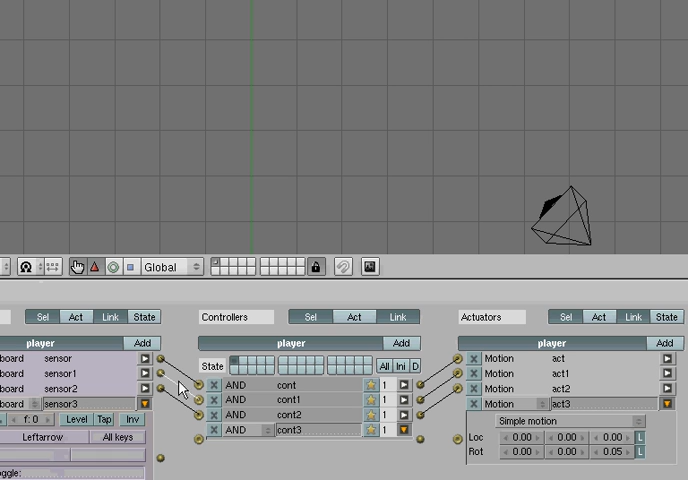 Global
Sel Act Link State
Controllers
Sel Act Link
Actuators
Sel Act Link State
player Add
player Add
player Add
board sensor
board sensor1
board sensor2
board sensor3
f: 0 Level Tap Inv
Leftarrow All keys
oggle:
State All Ini D
AND cont 1
AND cont1 1
AND cont2 1
AND cont3 1
Motion act
Motion act1
Motion act2
Motion act3
Simple motion
Loc 0.00 0.00 0.00 L
Rot 0.00 0.00 0.05 L